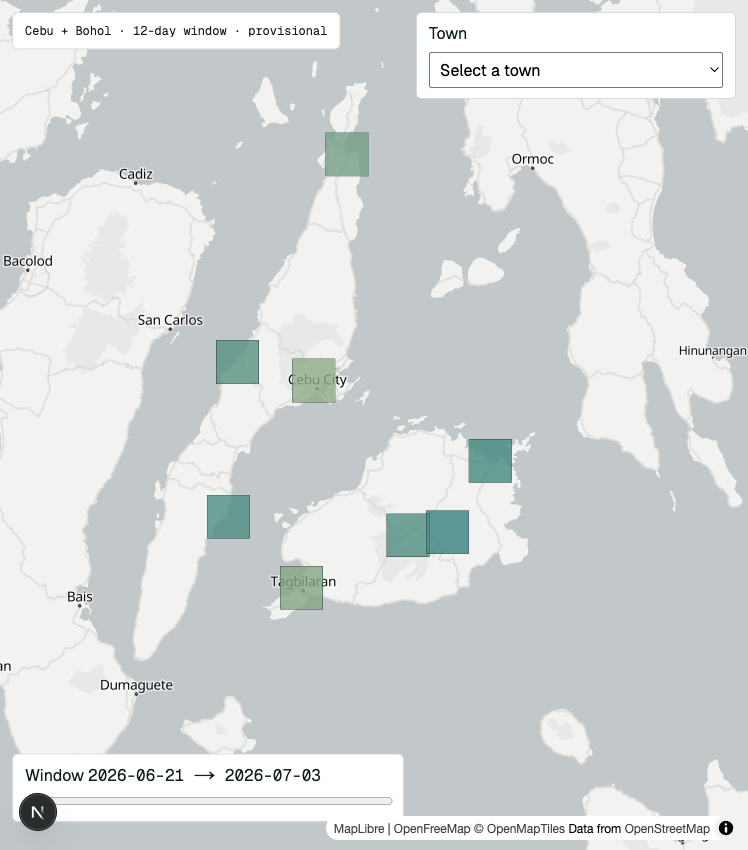 Cebu + Bohol · 12-day window · provisional
Town
Select a town
Ormoc
Cadiz
Bacolod
San Carlos
Hinunangan
Cebu City
Tagbilaran
Bais
an
Dumaguete
Window 2026-06-21 → 2026-07-03
N
MapLibre | OpenFreeMap © OpenMapTiles Data from OpenStreetMap